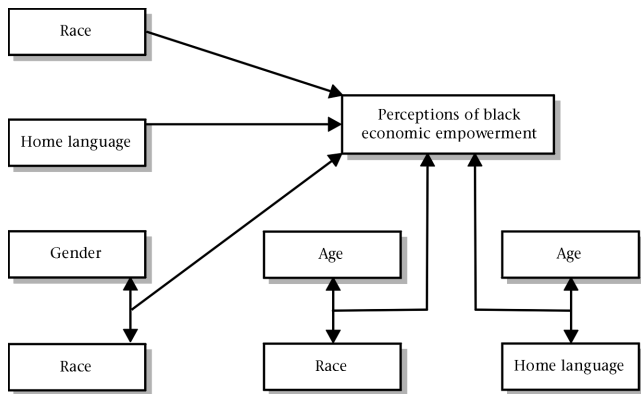 Race
Perceptions of black
economic empowerment
Home language
Gender
Age
Age
Race
Race
Home language